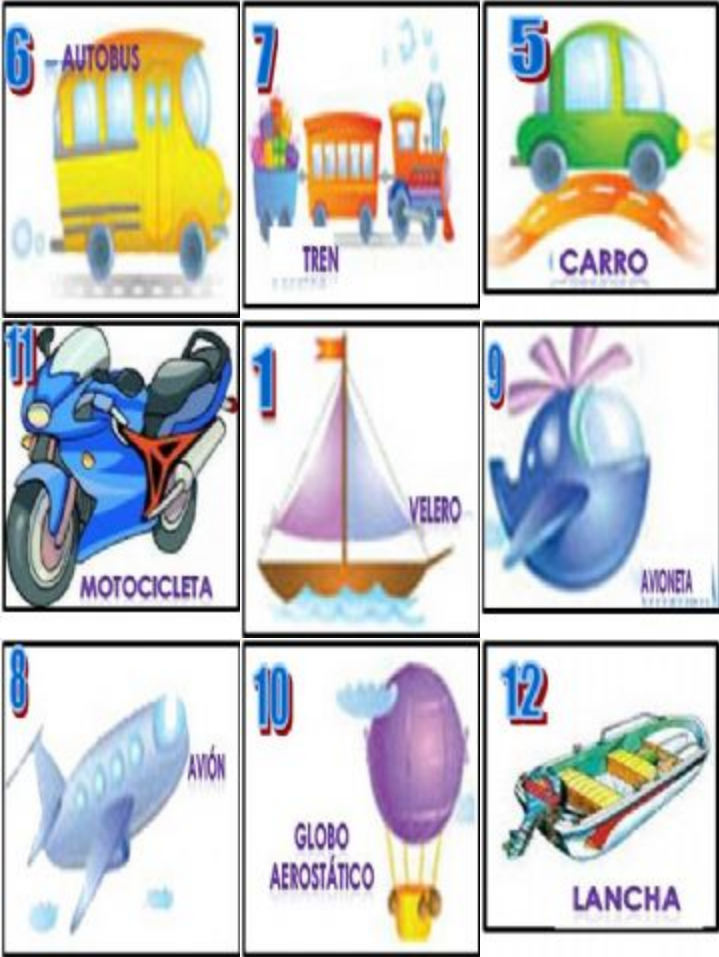 6
AUTOBUS
7
TREN
5
CARRO
11
MOTOCICLETA
1
VELERO
9
AVIONETA
8
AVIÓN
10
GLOBO
AEROSTÁTICO
12
LANCHA